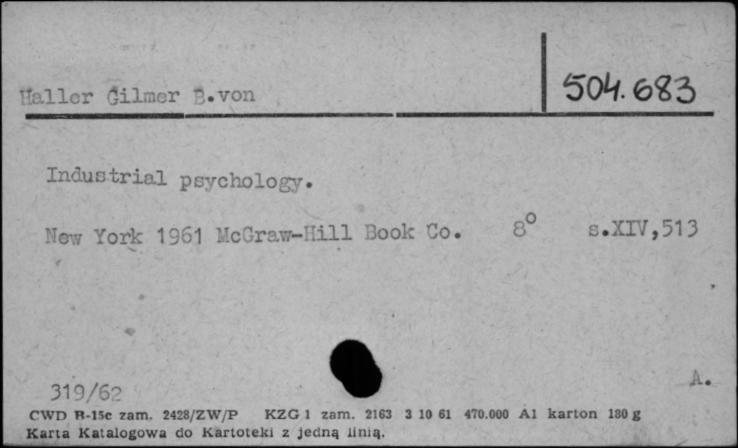 Haller Gilmer B.von
504.683
Industrial psychology.
New York 1961 McGraw-Hill Book Co. 8° s.XIV,513
A.
319/62
CWD B-15c zam. 2428/ZW/P KZG 1 zam. 2163 3 10 61 470.000 A1 karton 180 g
Karta Katalogowa do Kartoteki z jedną linią.